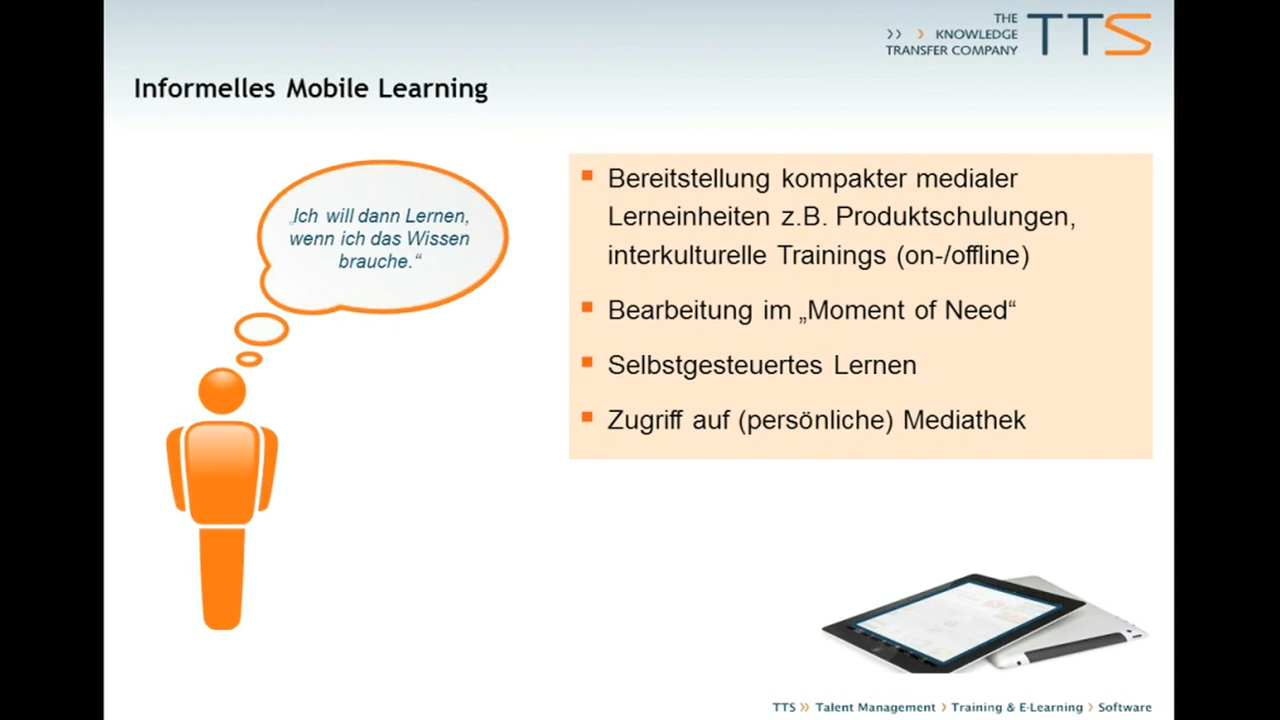 THE
›› › KNOWLEDGE
TRANSFER COMPANY
TTS
Informelles Mobile Learning
„Ich will dann Lernen,
wenn ich das Wissen
brauche.“
Bereitstellung kompakter medialer
Lerneinheiten z.B. Produktschulungen,
interkulturelle Trainings (on-/offline)
Bearbeitung im „Moment of Need“
Selbstgesteuertes Lernen
Zugriff auf (persönliche) Mediathek
TTS ›› Talent Management › Training & E-Learning › Software